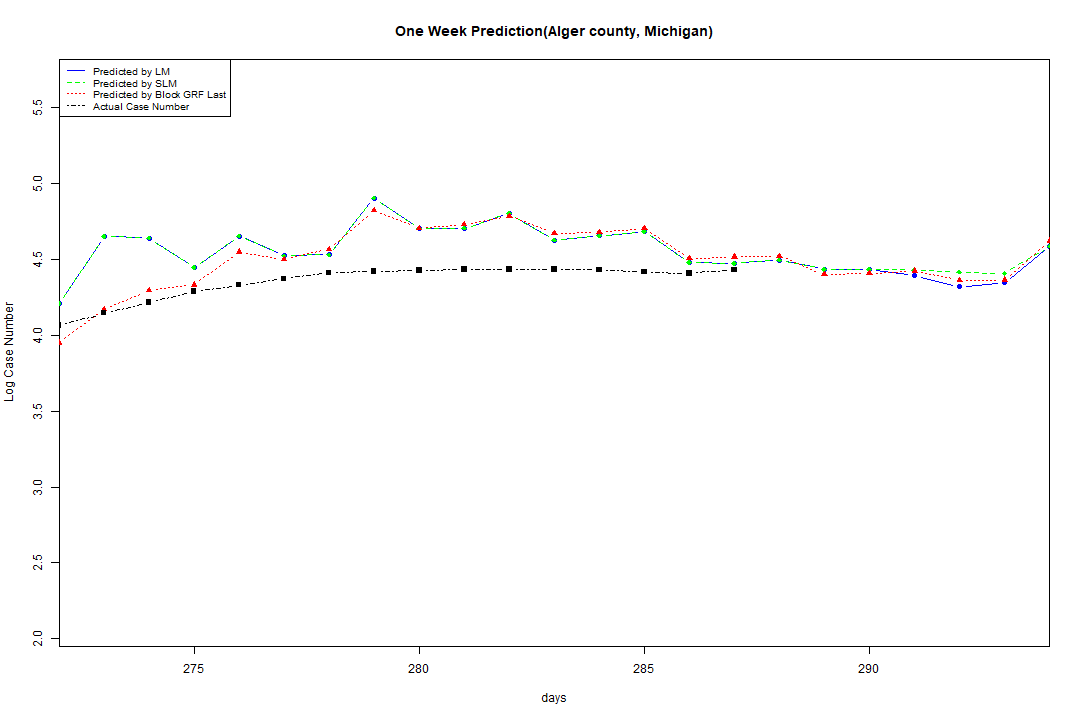 One Week Prediction(Alger county, Michigan)
Predicted by LM
Predicted by SLM
Predicted by Block GRF Last
Actual Case Number
5.5
5.0
4.5
4.0
3.5
3.0
2.5
2.0
Log Case Number
275 280 285 290
days